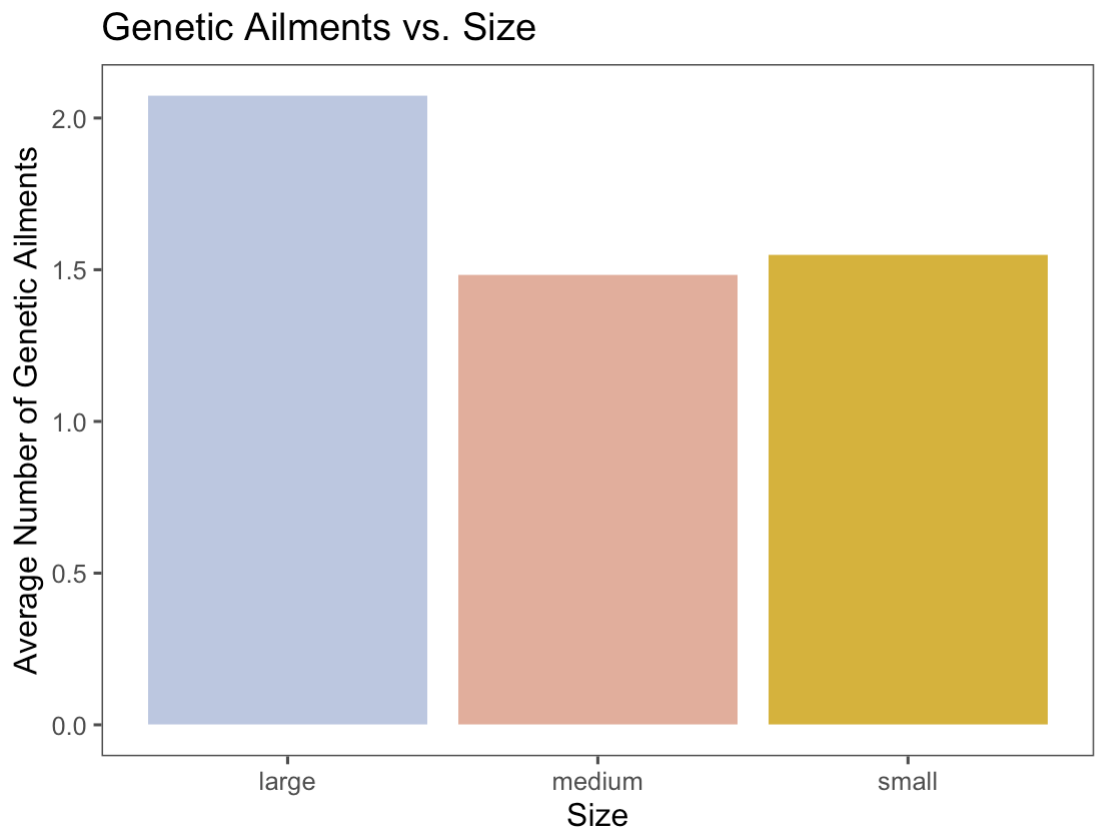 Genetic Ailments vs. Size
Average Number of Genetic Ailments
2.0
1.5
1.0
0.5
0.0
large medium small
Size